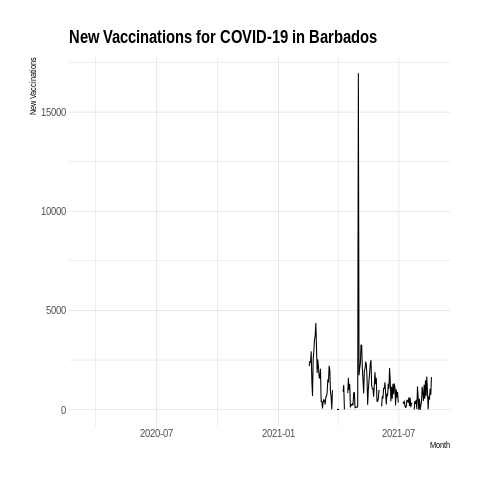 New Vaccinations for COVID-19 in Barbados
New Vaccinations
15000
10000
5000
0
2020-07
2021-01
2021-07
Month